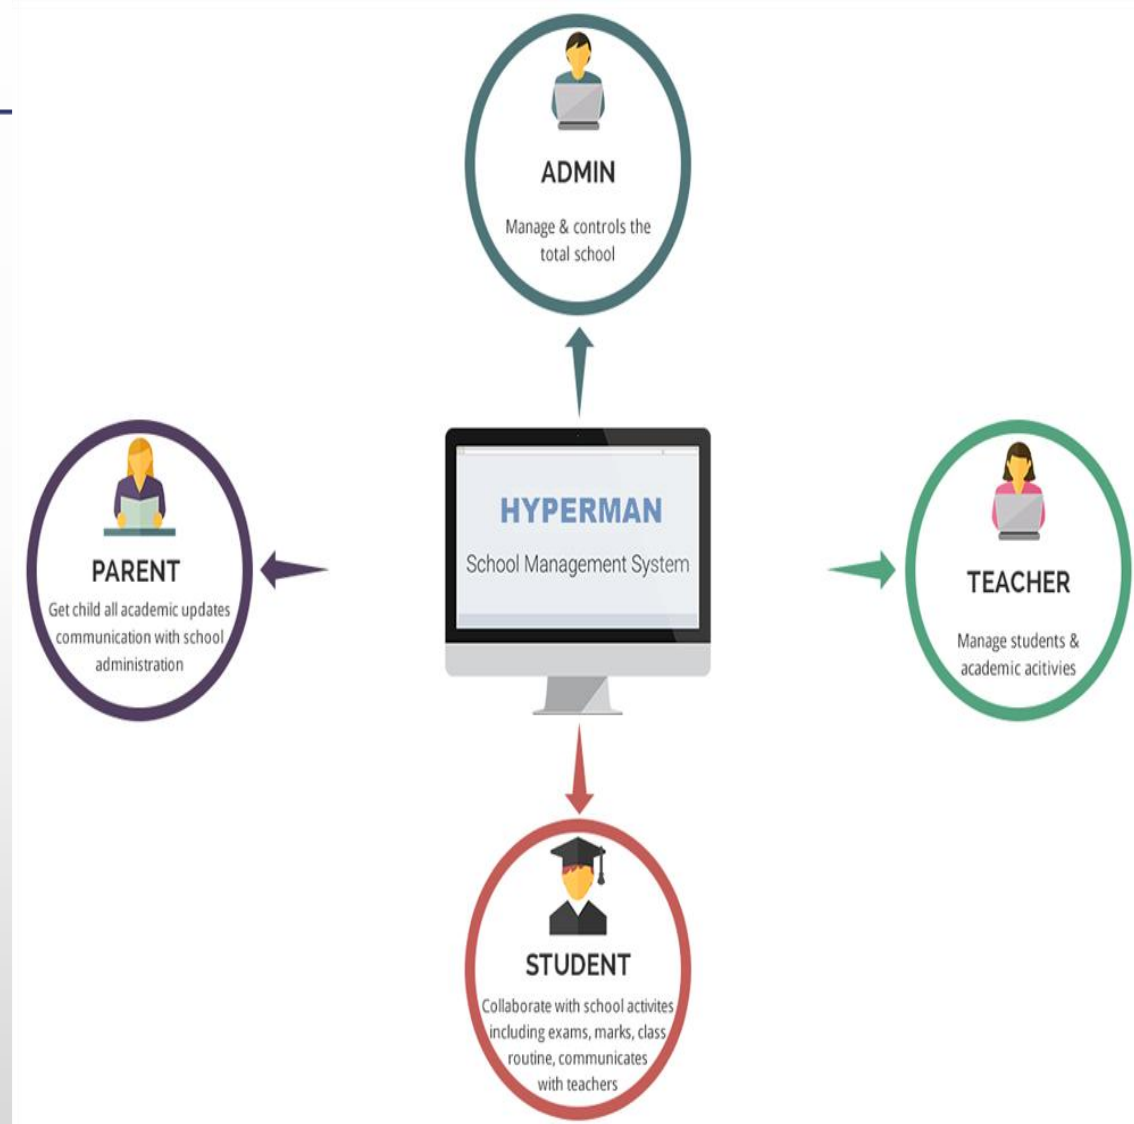 ADMIN
Manage & controls the
total school
HYPERMAN
School Management System
PARENT
Get child all academic updates
communication with school
administration
TEACHER
Manage students &
academic acitivies
STUDENT
Collaborate with school activites
including exams, marks, class
routine, communicates
with teachers